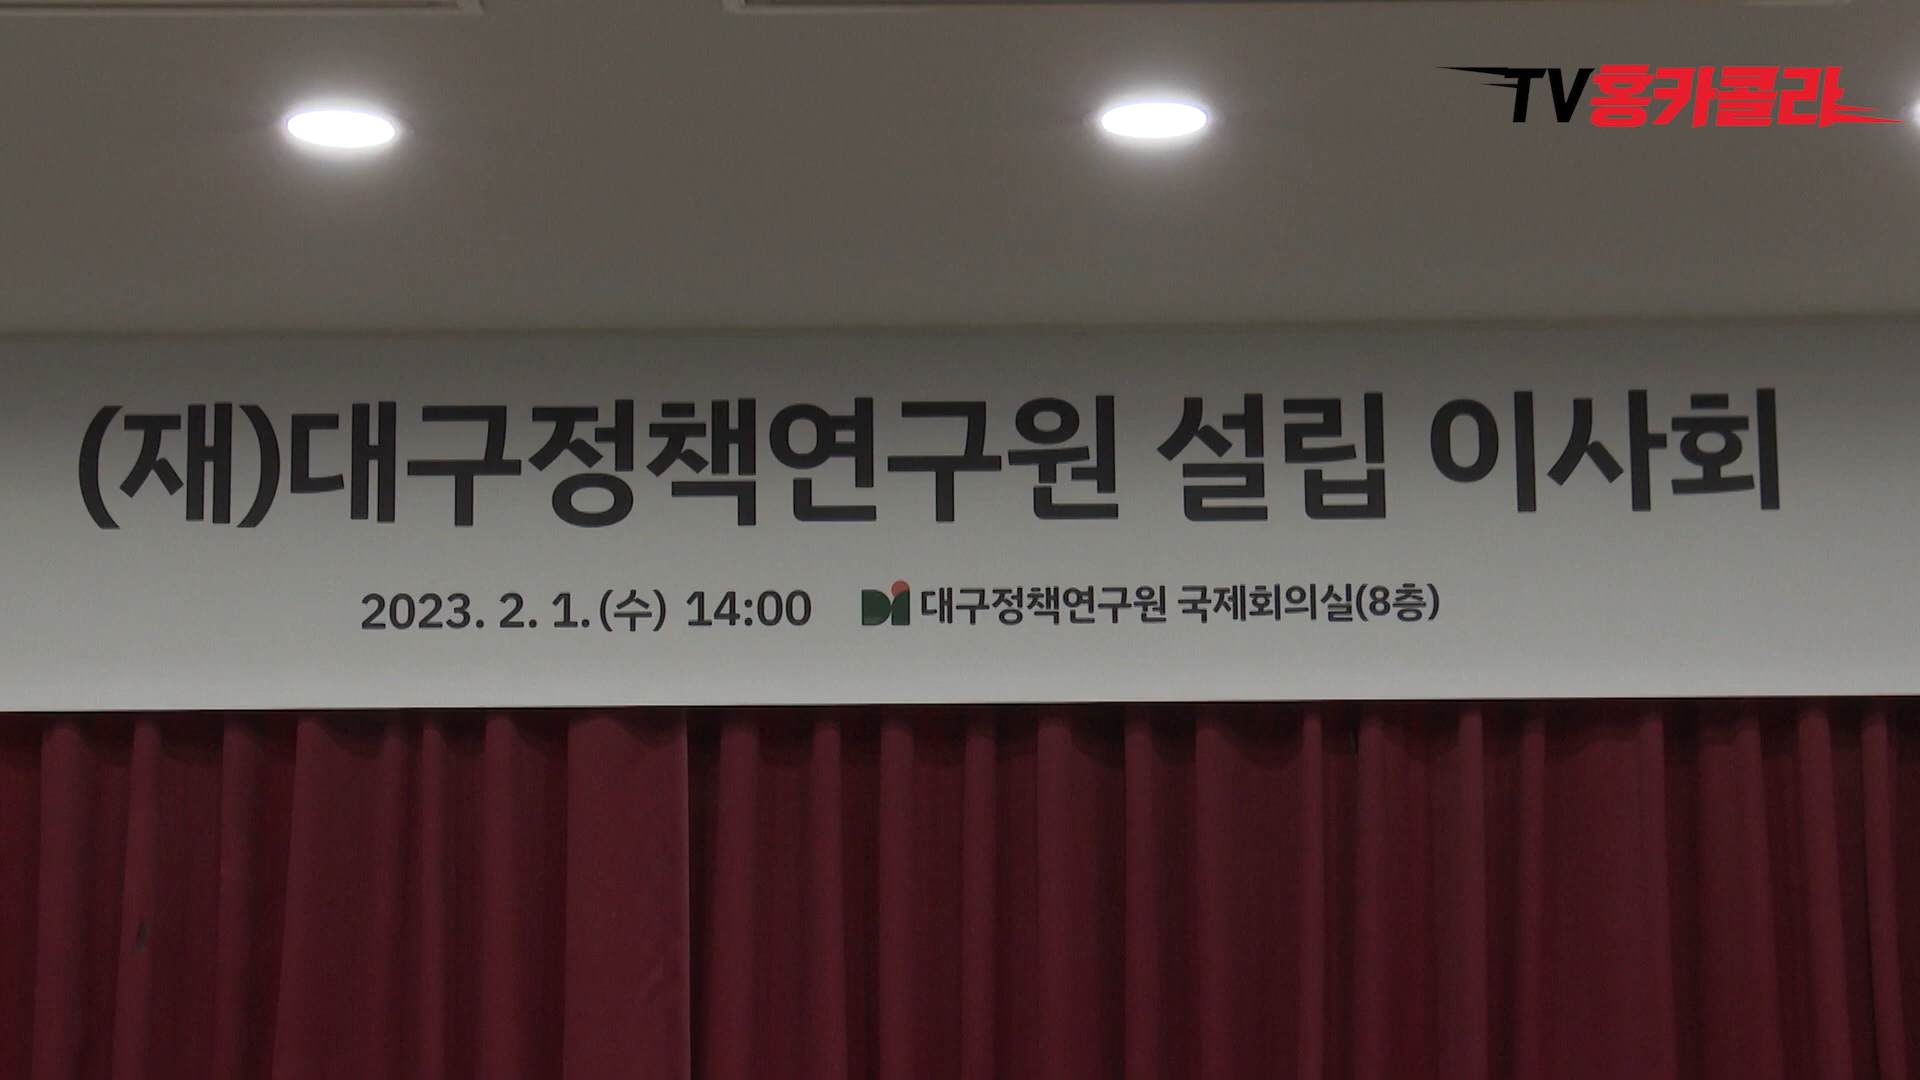 TV홍카콜라
(재)대구정책연구원 설립 이사회
2023. 2. 1.(수) 14:00 DI 대구정책연구원 국제회의실(8층)